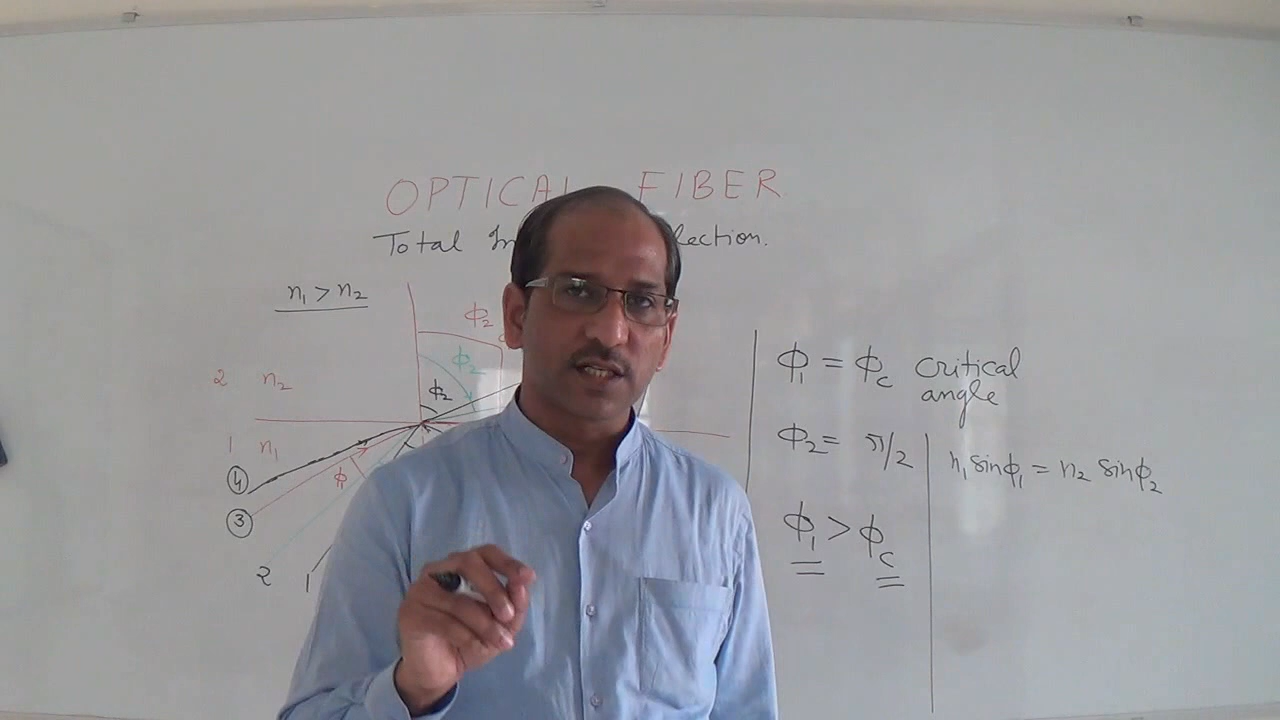 OPTICAL FIBER
Total In lection.
n₁ > n₂
ϕ₂
ϕ₂
ϕ₂
2 n₂
1 n₁
ϕ₁
4
3
2
1
ϕ₁ = ϕc critical
angle
ϕ₂ = π/2
n₁ sinϕ₁ = n₂ sinϕ₂
ϕ₁ > ϕc